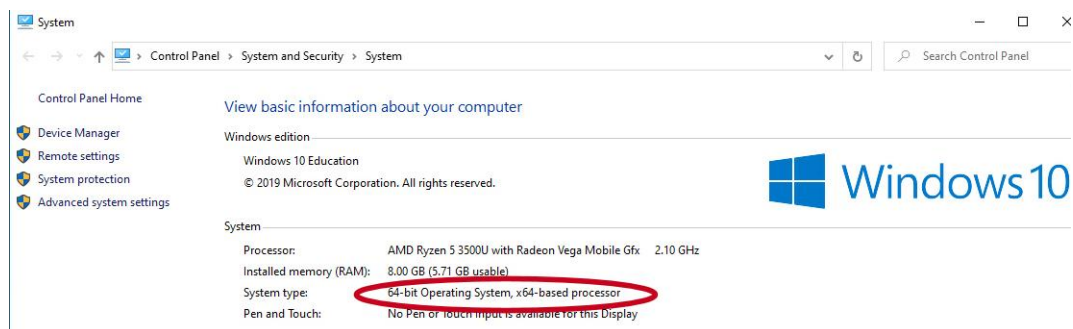 System
Control Panel > System and Security > System
Search Control Panel
Control Panel Home
Device Manager
Remote settings
System protection
Advanced system settings
View basic information about your computer
Windows edition
Windows 10 Education
© 2019 Microsoft Corporation. All rights reserved.
Windows 10
System
Processor: AMD Ryzen 5 3500U with Radeon Vega Mobile Gfx 2.10 GHz
Installed memory (RAM): 8.00 GB (5.71 GB usable)
System type: 64-bit Operating System, x64-based processor
Pen and Touch: No Pen or Touch Input is available for this Display